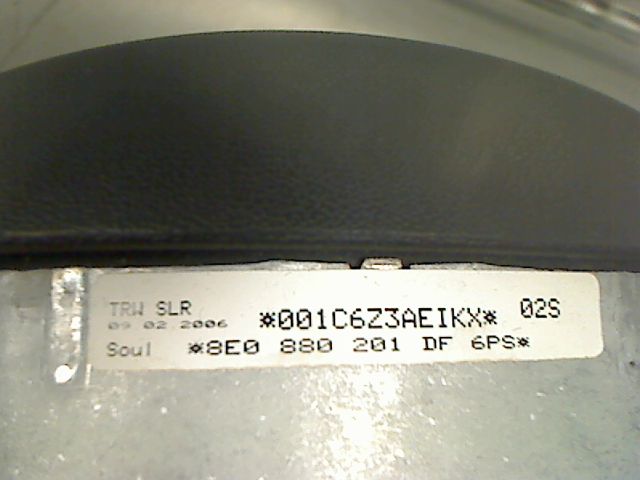 TRW SLR
09 02.2006 *001C6Z3AEIKX* 02S
Soul *8E0 880 201 DF 6PS*